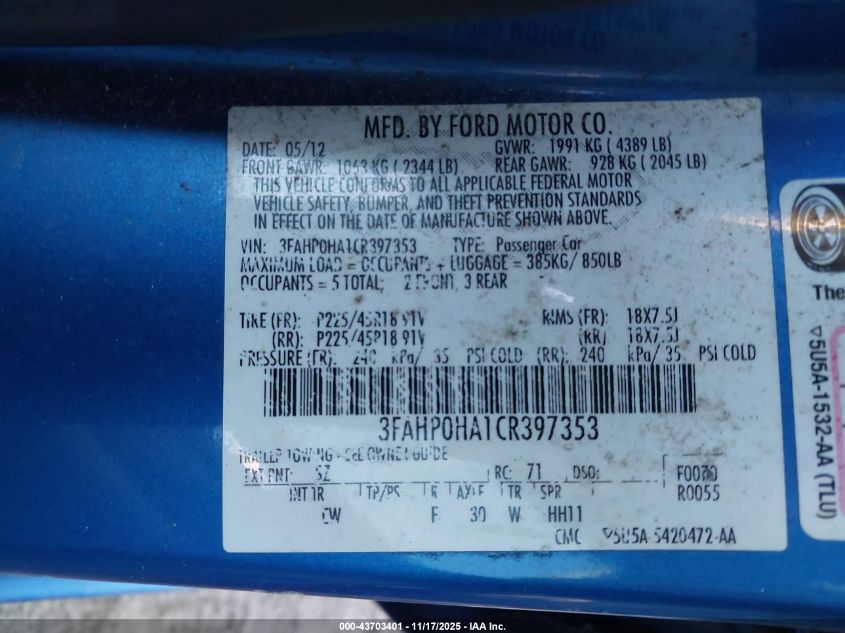 MFD. BY FORD MOTOR CO.
DATE: 05/12 GVWR: 1991 KG ( 4389 LB)
FRONT GAWR: 1063 KG ( 2344 LB) REAR GAWR: 928 KG ( 2045 LB)
THIS VEHICLE CONFORMS TO ALL APPLICABLE FEDERAL MOTOR
VEHICLE SAFETY, BUMPER, AND THEFT PREVENTION STANDARDS
IN EFFECT ON THE DATE OF MANUFACTURE SHOWN ABOVE.
VIN: 3FAHP0HA1CR397353 TYPE: Passenger Car
MAXIMUM LOAD = OCCUPANTS + LUGGAGE = 385KG/ 850LB
OCCUPANTS = 5 TOTAL; 2 FRONT, 3 REAR
TIRE (FR): P225/45R18 91V RIMS (FR): 18X7.5J
(RR): P225/45R18 91V (RR) 18X7.5J
PRESSURE (FR): 240 kPa/ 35 PSI COLD (RR): 240 kPa/ 35 PSI COLD
3FAHP0HA1CR397353
TRAILER TOWING - SEE OWNER GUIDE
EXT PNT: SZ RC: 71 DSO: F0070
INT TR TP/PS R AXLE TR SPR R0055
CW F 30 W HH11
CMC ▽5U5A-5420472-AA
The
▽5U5A-1532-AA (TLU)
000-43703401 - 11/17/2025 - IAA Inc.